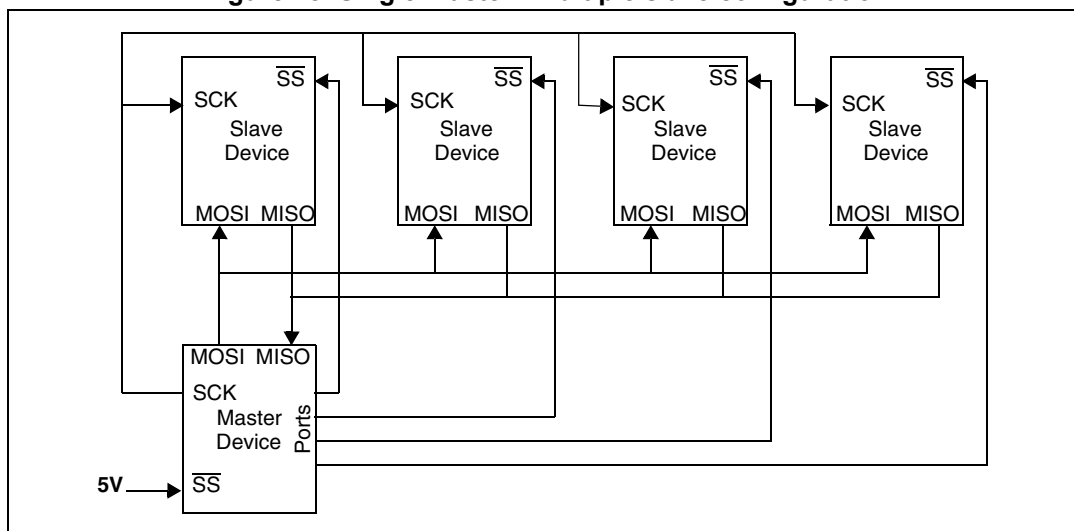 SS SS SS SS
SCK SCK SCK SCK
Slave Slave Slave Slave
Device Device Device Device
MOSI MISO MOSI MISO MOSI MISO MOSI MISO
MOSI MISO
SCK
Master
Device
Ports
5V SS